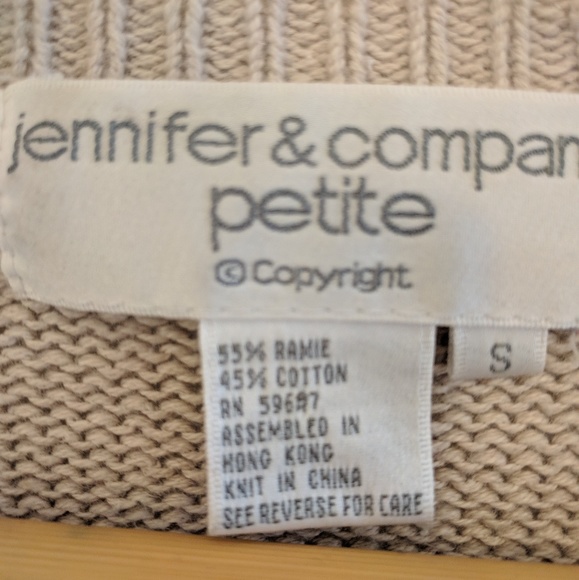 jennifer & compan
petite
© Copyright
55% RAMIE
45% COTTON
RN
ASSEMBLED IN
HONG KONG
KNIT IN CHINA
SEE REVERSE FOR CARE
S